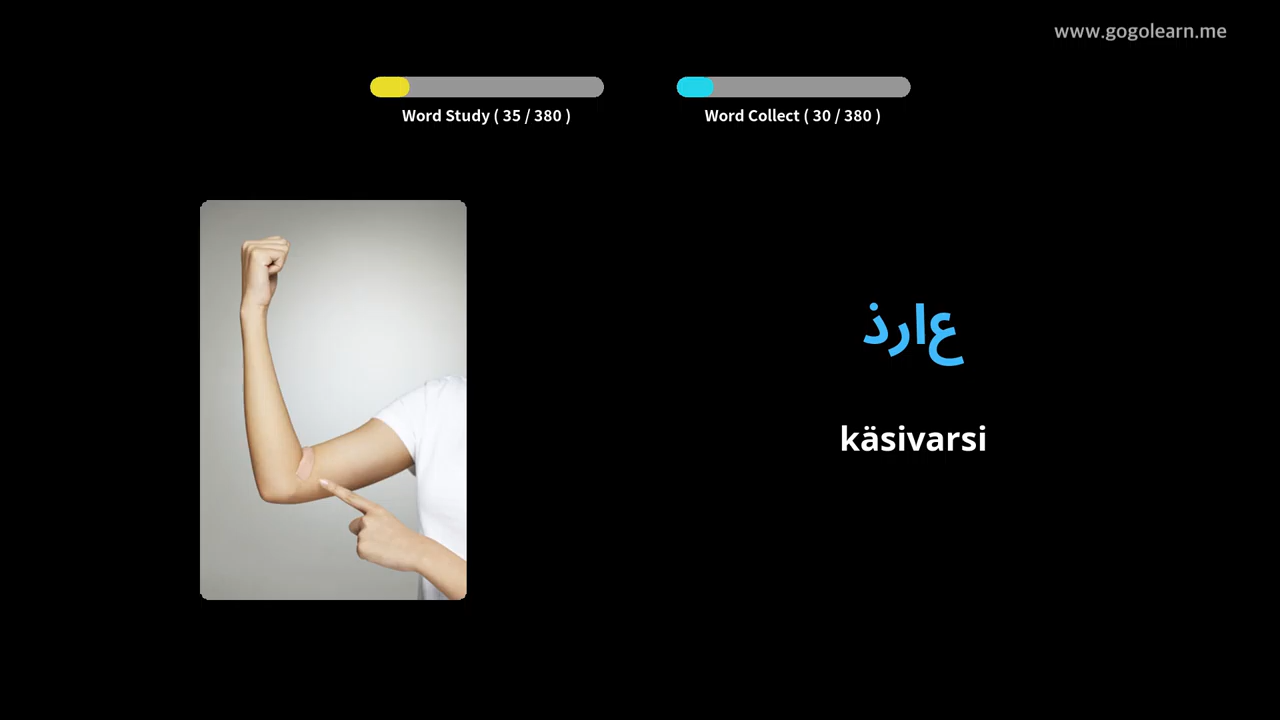 www.gogolearn.me
Word Study ( 35 / 380 )
Word Collect ( 30 / 380 )
ذراع
käsivarsi